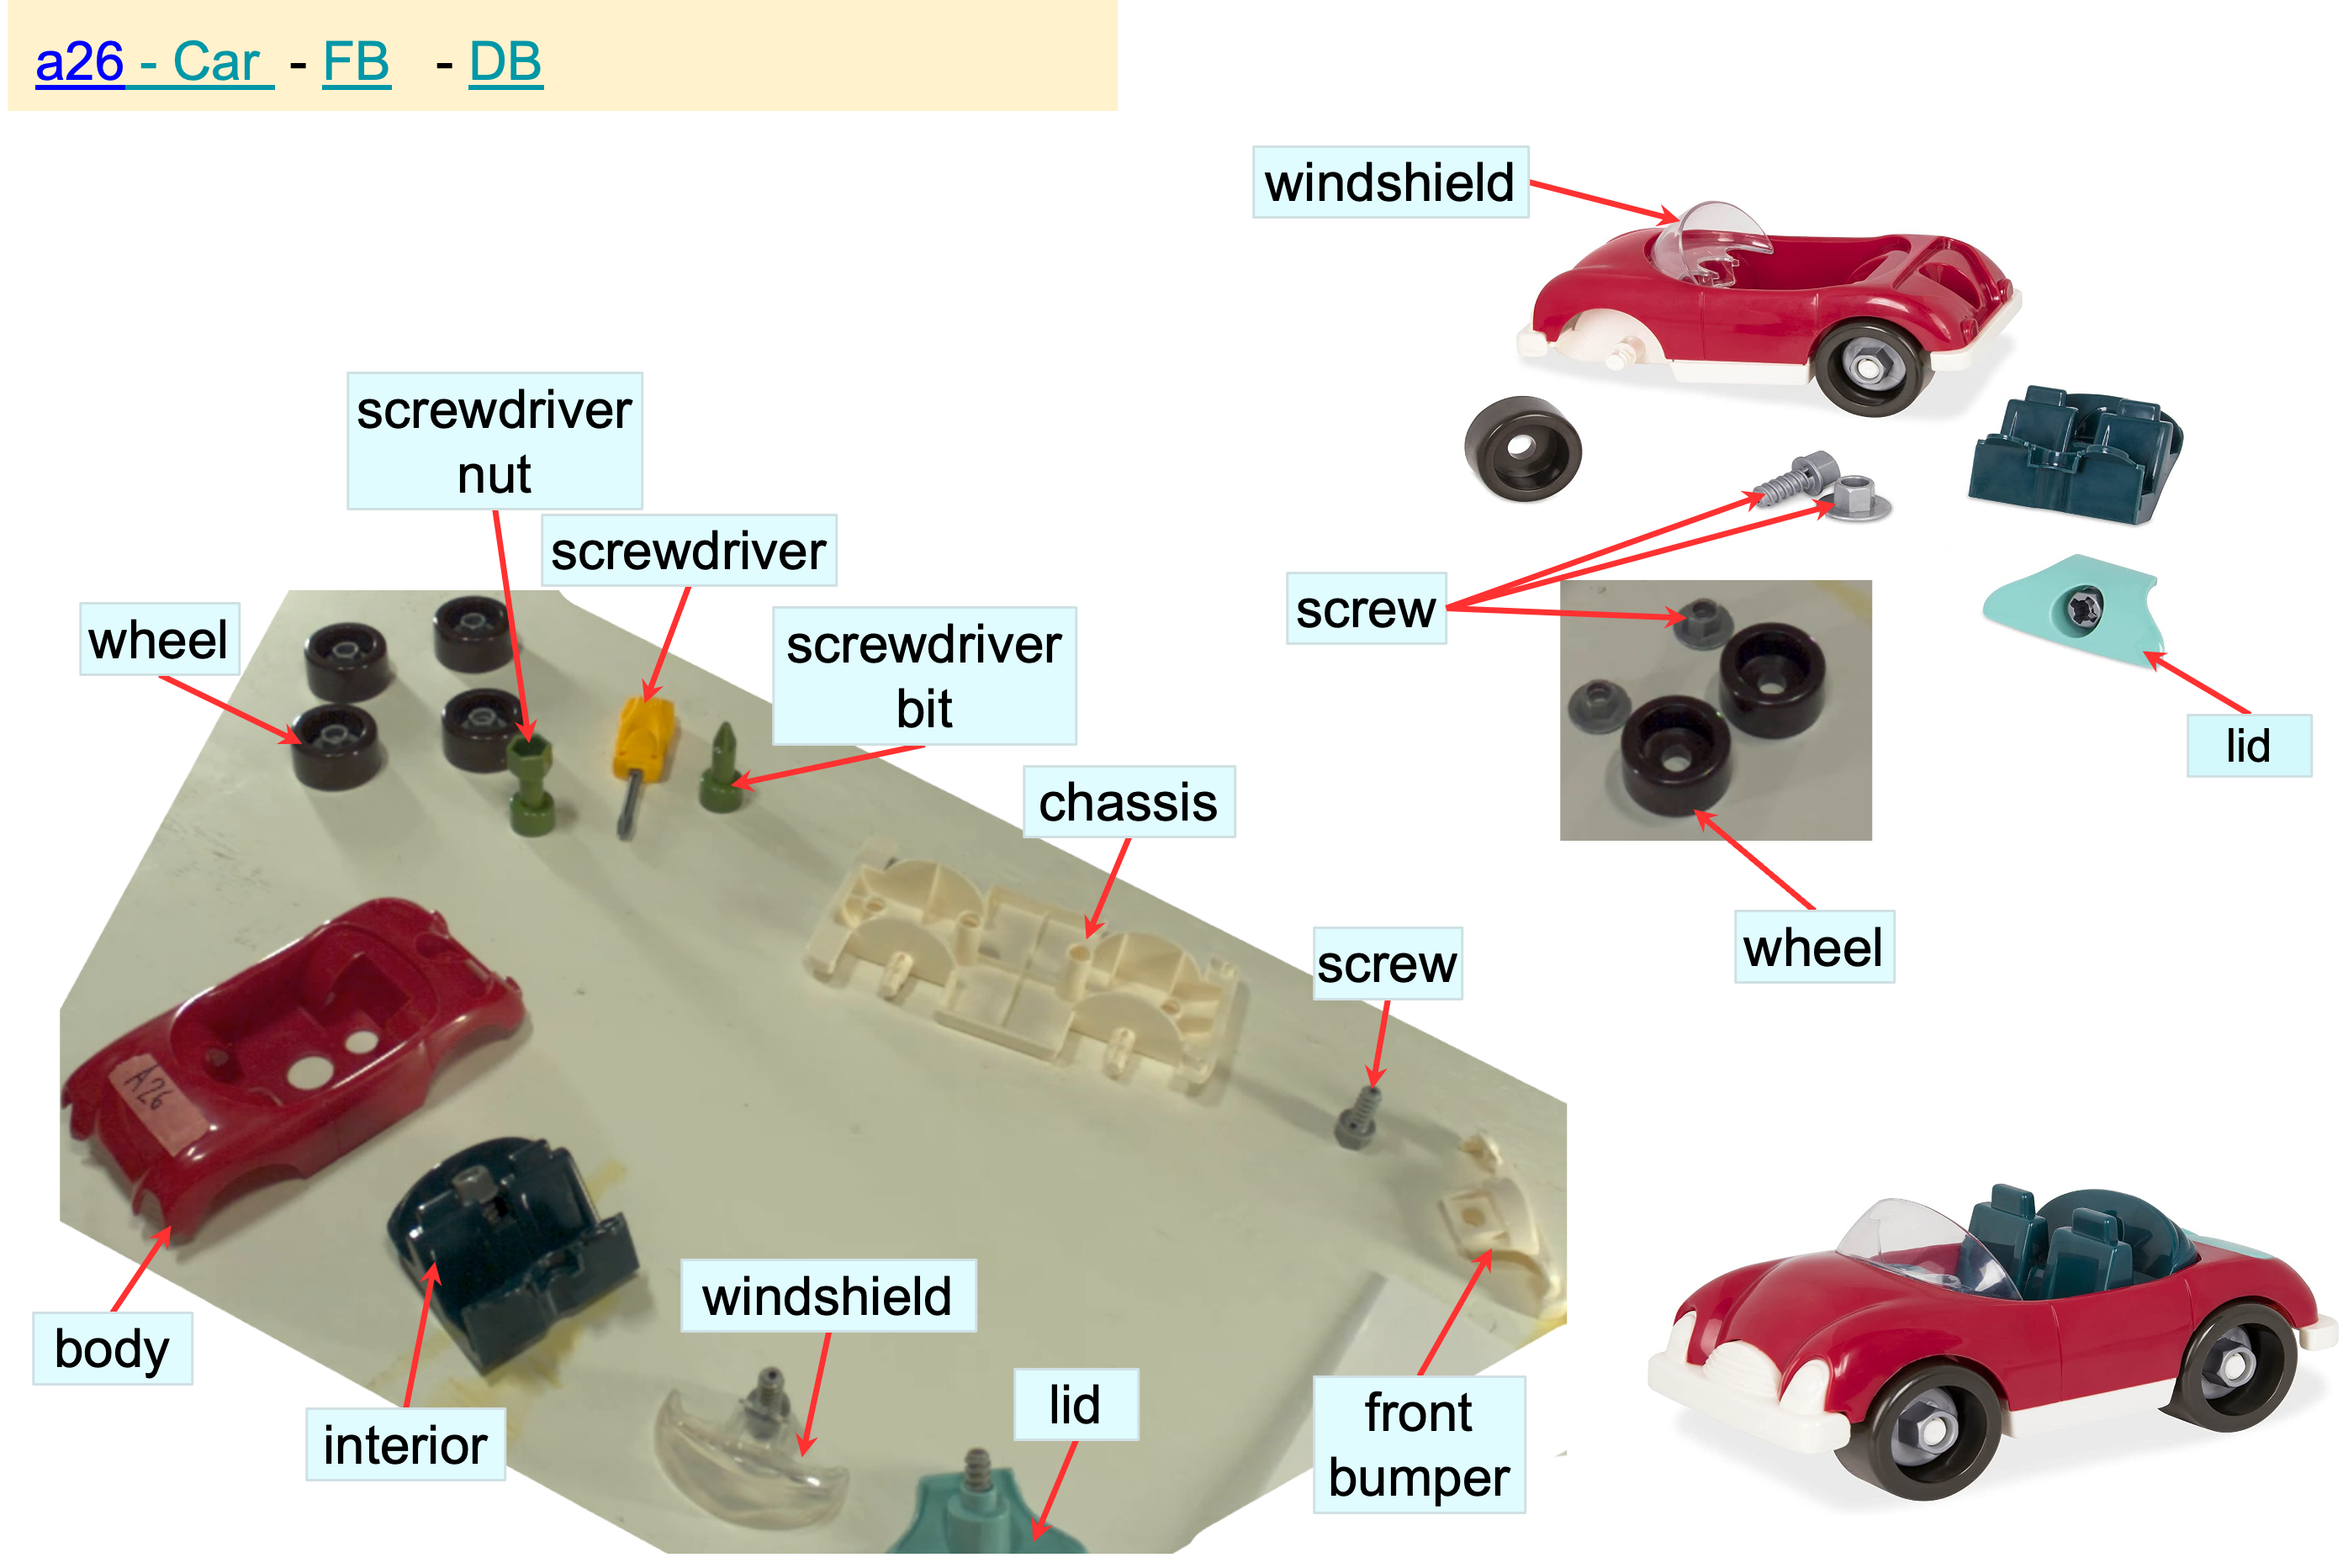 a26 - Car - FB - DB
windshield
screwdriver
nut
screwdriver
screwdriver
bit
wheel
screw
lid
chassis
wheel
screw
A26
windshield
body
interior
lid
front
bumper